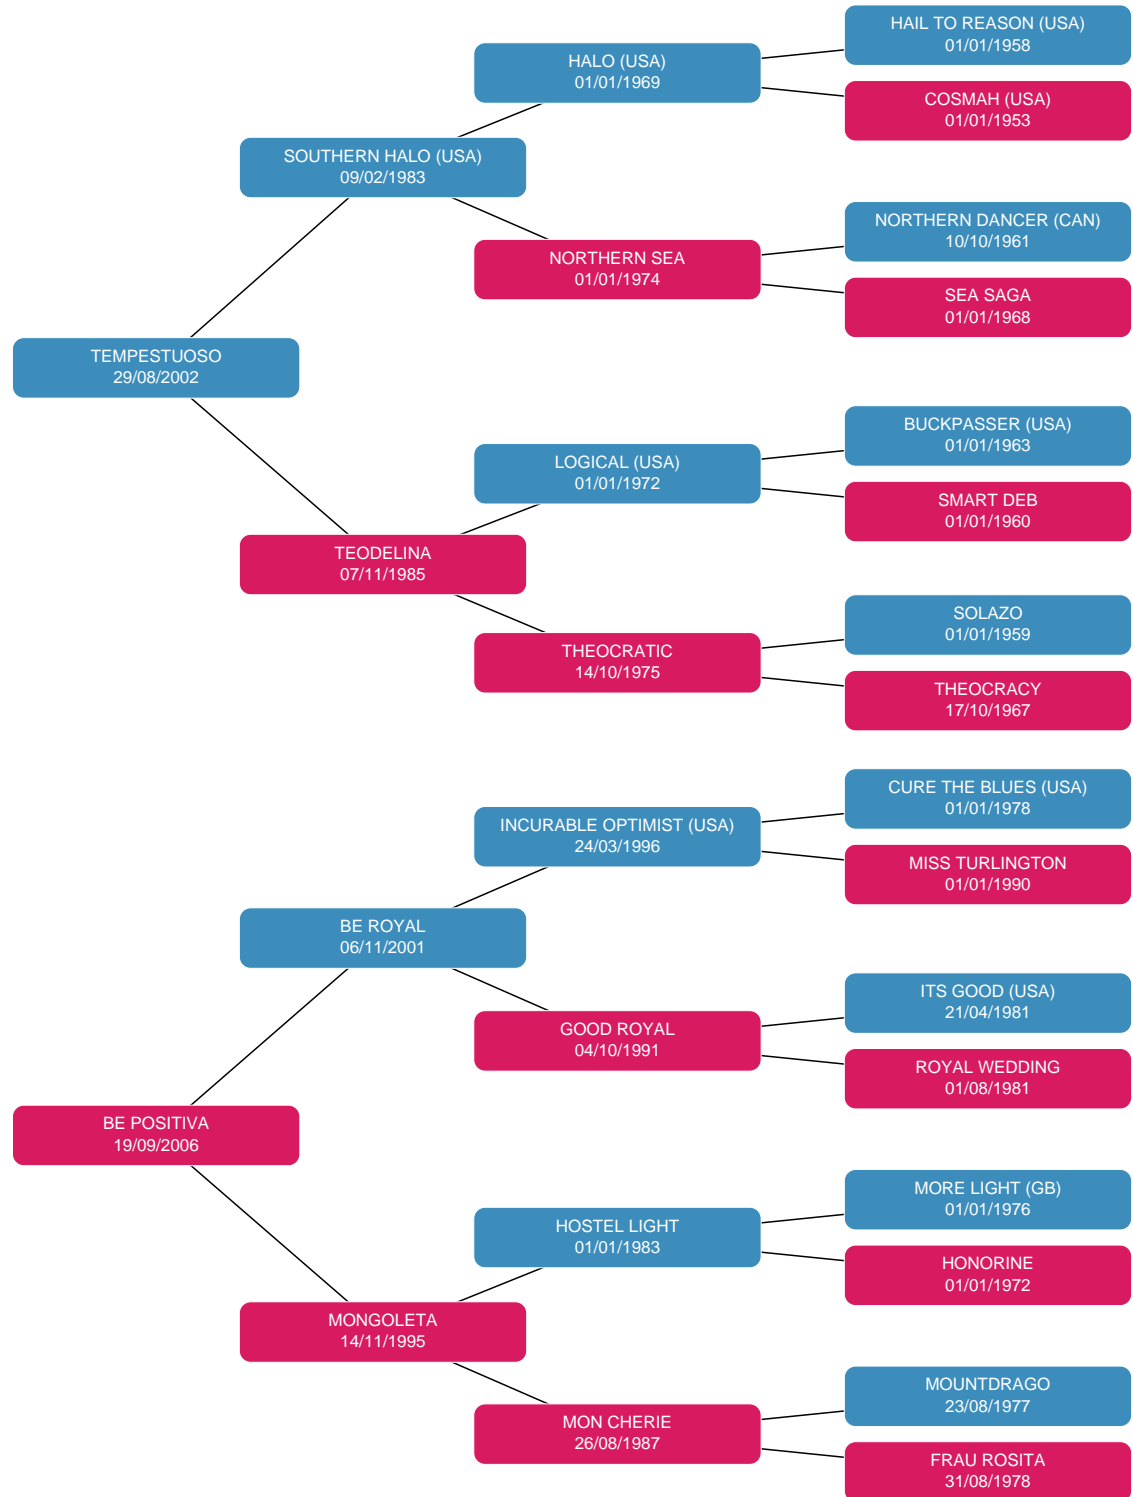 HAIL TO REASON (USA)
01/01/1958
HALO (USA)
01/01/1969
COSMAH (USA)
01/01/1953
SOUTHERN HALO (USA)
09/02/1983
NORTHERN DANCER (CAN)
10/10/1961
NORTHERN SEA
01/01/1974
SEA SAGA
01/01/1968
TEMPESTUOSO
29/08/2002
BUCKPASSER (USA)
01/01/1963
LOGICAL (USA)
01/01/1972
SMART DEB
01/01/1960
TEODELINA
07/11/1985
SOLAZO
01/01/1959
THEOCRATIC
14/10/1975
THEOCRACY
17/10/1967
CURE THE BLUES (USA)
01/01/1978
INCURABLE OPTIMIST (USA)
24/03/1996
MISS TURLINGTON
01/01/1990
BE ROYAL
06/11/2001
ITS GOOD (USA)
21/04/1981
GOOD ROYAL
04/10/1991
ROYAL WEDDING
01/08/1981
BE POSITIVA
19/09/2006
MORE LIGHT (GB)
01/01/1976
HOSTEL LIGHT
01/01/1983
HONORINE
01/01/1972
MONGOLETA
14/11/1995
MOUNTDRAGO
23/08/1977
MON CHERIE
26/08/1987
FRAU ROSITA
31/08/1978